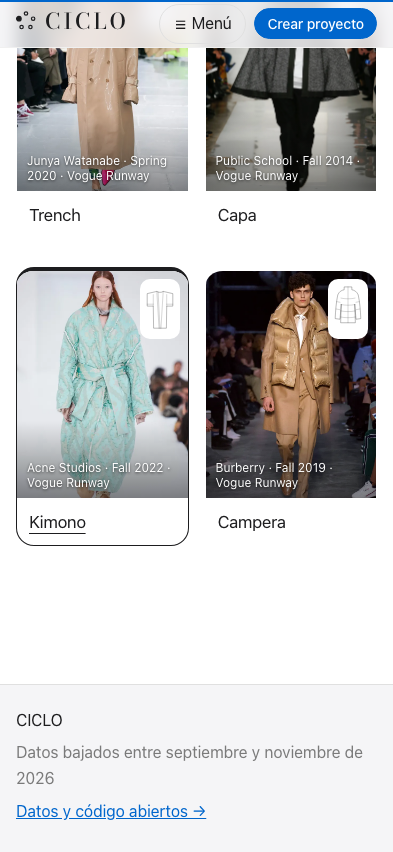 CICLO
≡ Menú
Crear proyecto
Junya Watanabe · Spring
2020 · Vogue Runway
Public School · Fall 2014 ·
Vogue Runway
Trench
Capa
Acne Studios · Fall 2022 ·
Vogue Runway
Burberry · Fall 2019 ·
Vogue Runway
Kimono
Campera
CICLO
Datos bajados entre septiembre y noviembre de
2026
Datos y código abiertos →